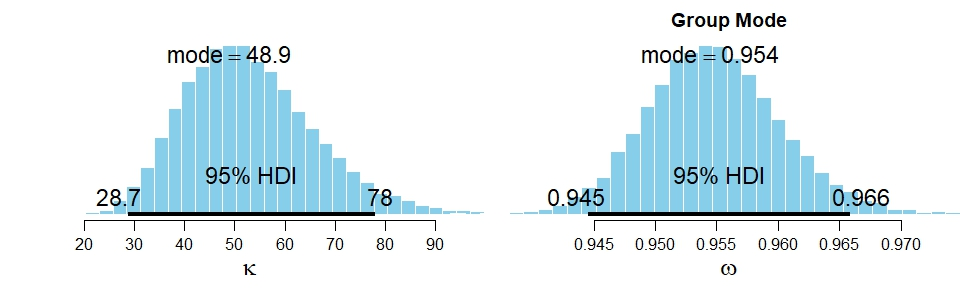 Group Mode
mode = 48.9
mode = 0.954
95% HDI
95% HDI
28.7
78
0.945
0.966
20 30 40 50 60 70 80 90
0.945 0.950 0.955 0.960 0.965 0.970
κ
ω